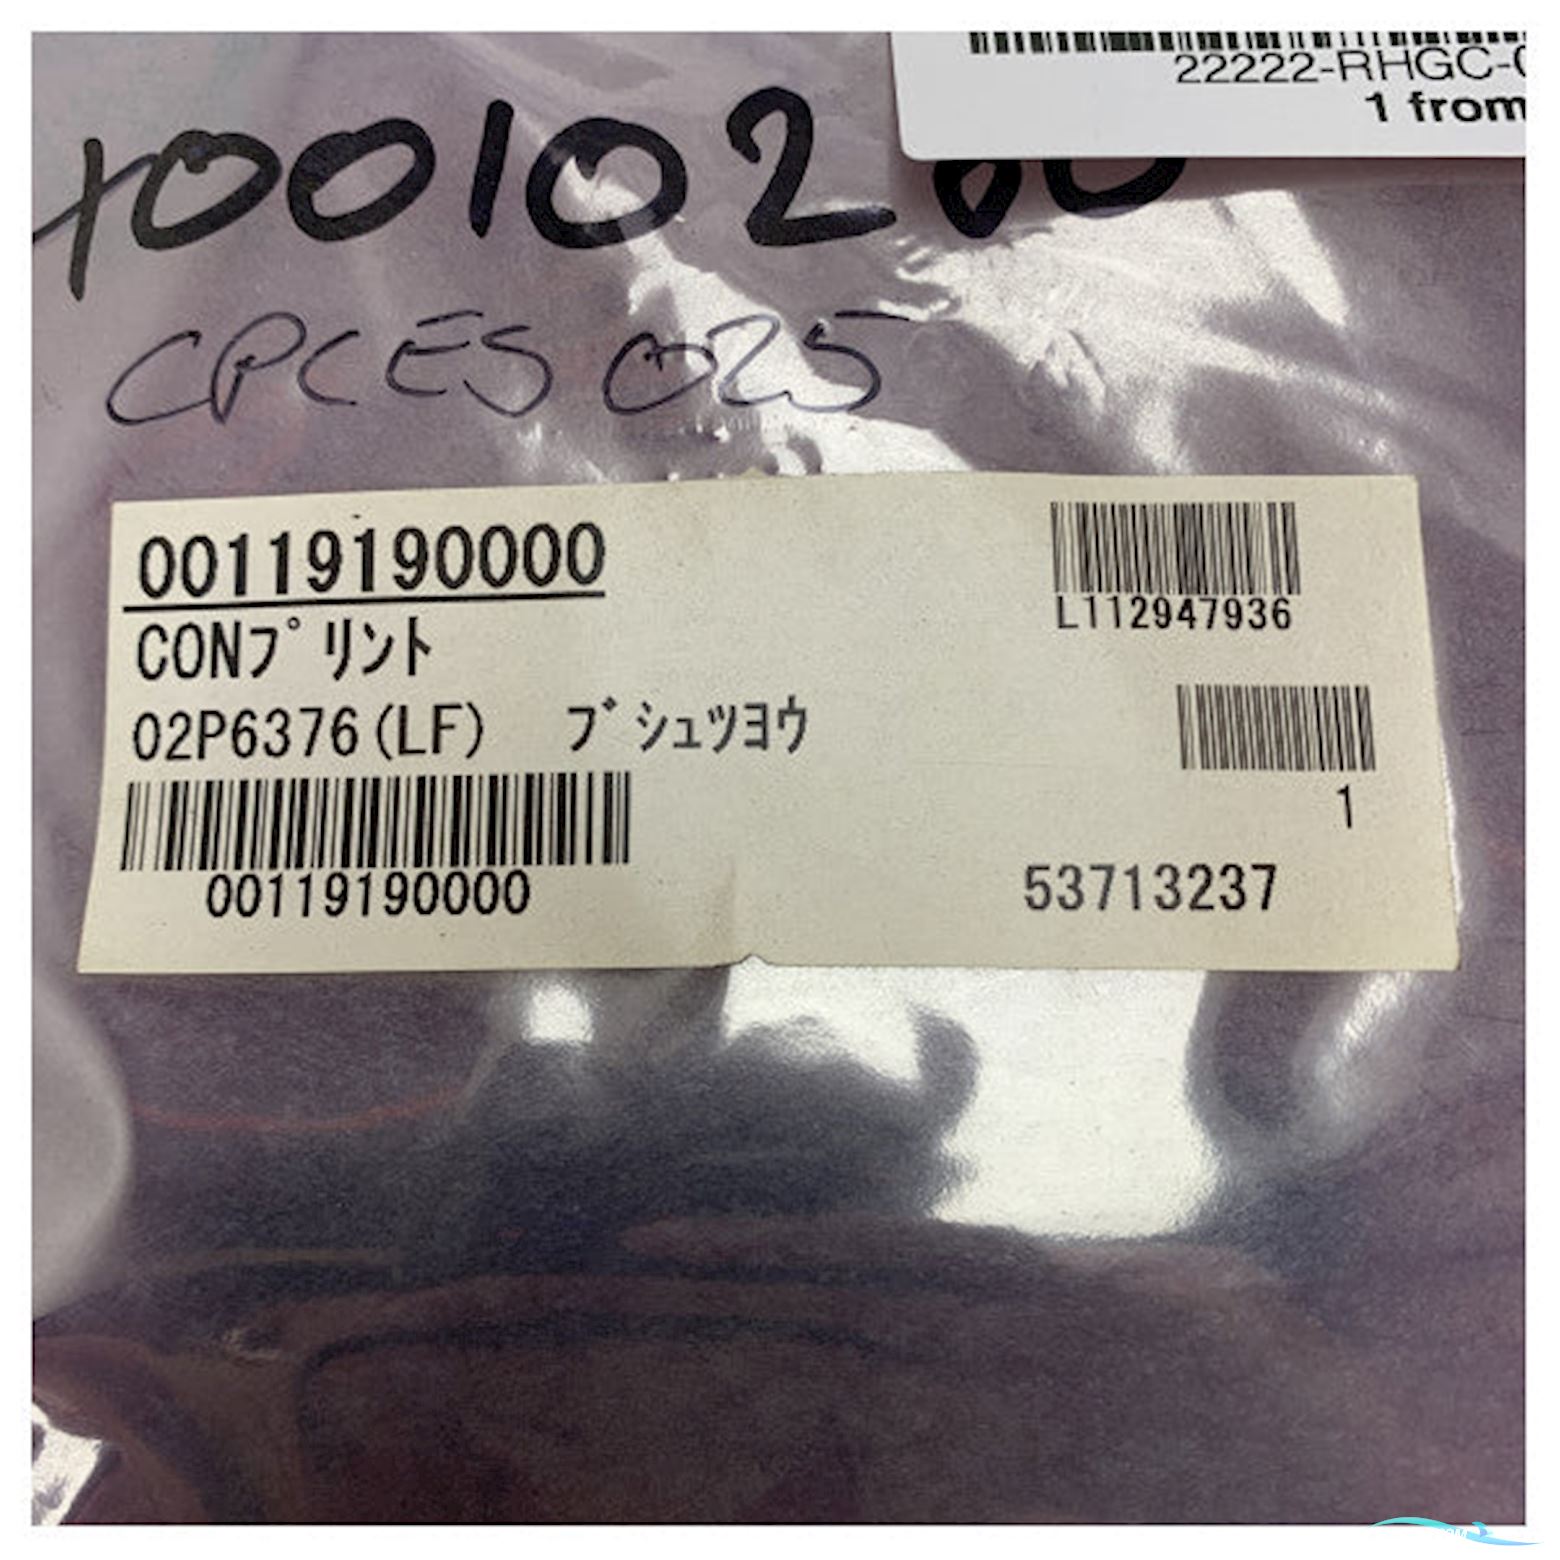 22222-RHGC-
1 from
100102
CPCES 025
00119190000
CONﾌﾟﾘﾝﾄ
02P6376(LF) ﾌﾞｼｭﾂﾖｳ
00119190000
L112947936
1
53713237